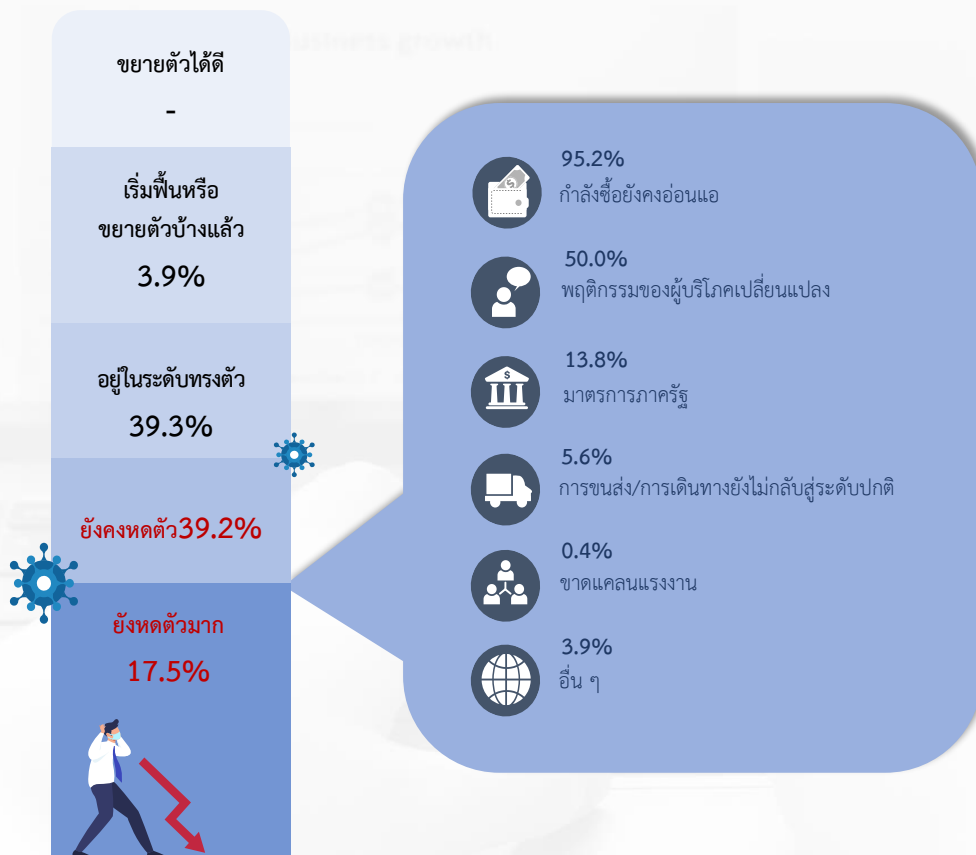 ขยายตัวได้ดี
-
เริ่มฟื้นหรือ
ขยายตัวบ้างแล้ว
3.9%
อยู่ในระดับทรงตัว
39.3%
ยังคงหดตัว39.2%
ยังหดตัวมาก
17.5%
95.2%
กำลังซื้อยังคงอ่อนแอ
50.0%
พฤติกรรมของผู้บริโภคเปลี่ยนแปลง
13.8%
มาตรการภาครัฐ
5.6%
การขนส่ง/การเดินทางยังไม่กลับสู่ระดับปกติ
0.4%
ขาดแคลนแรงงาน
3.9%
อื่น ๆ